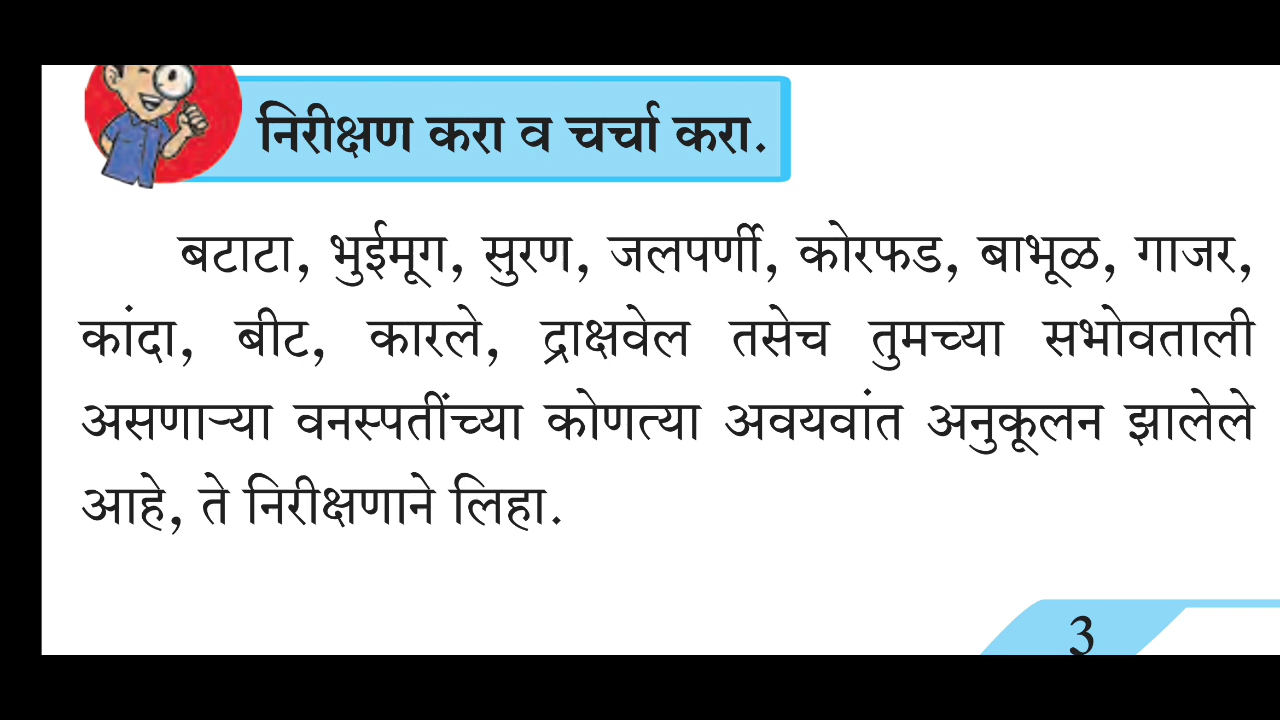 निरीक्षण करा व चर्चा करा.
बटाटा, भुईमूग, सुरण, जलपर्णी, कोरफड, बाभूळ, गाजर,
कांदा, बीट, कारले, द्राक्षवेल तसेच तुमच्या सभोवताली
असणाऱ्या वनस्पतींच्या कोणत्या अवयवांत अनुकूलन झालेले
आहे, ते निरीक्षणाने लिहा.
3